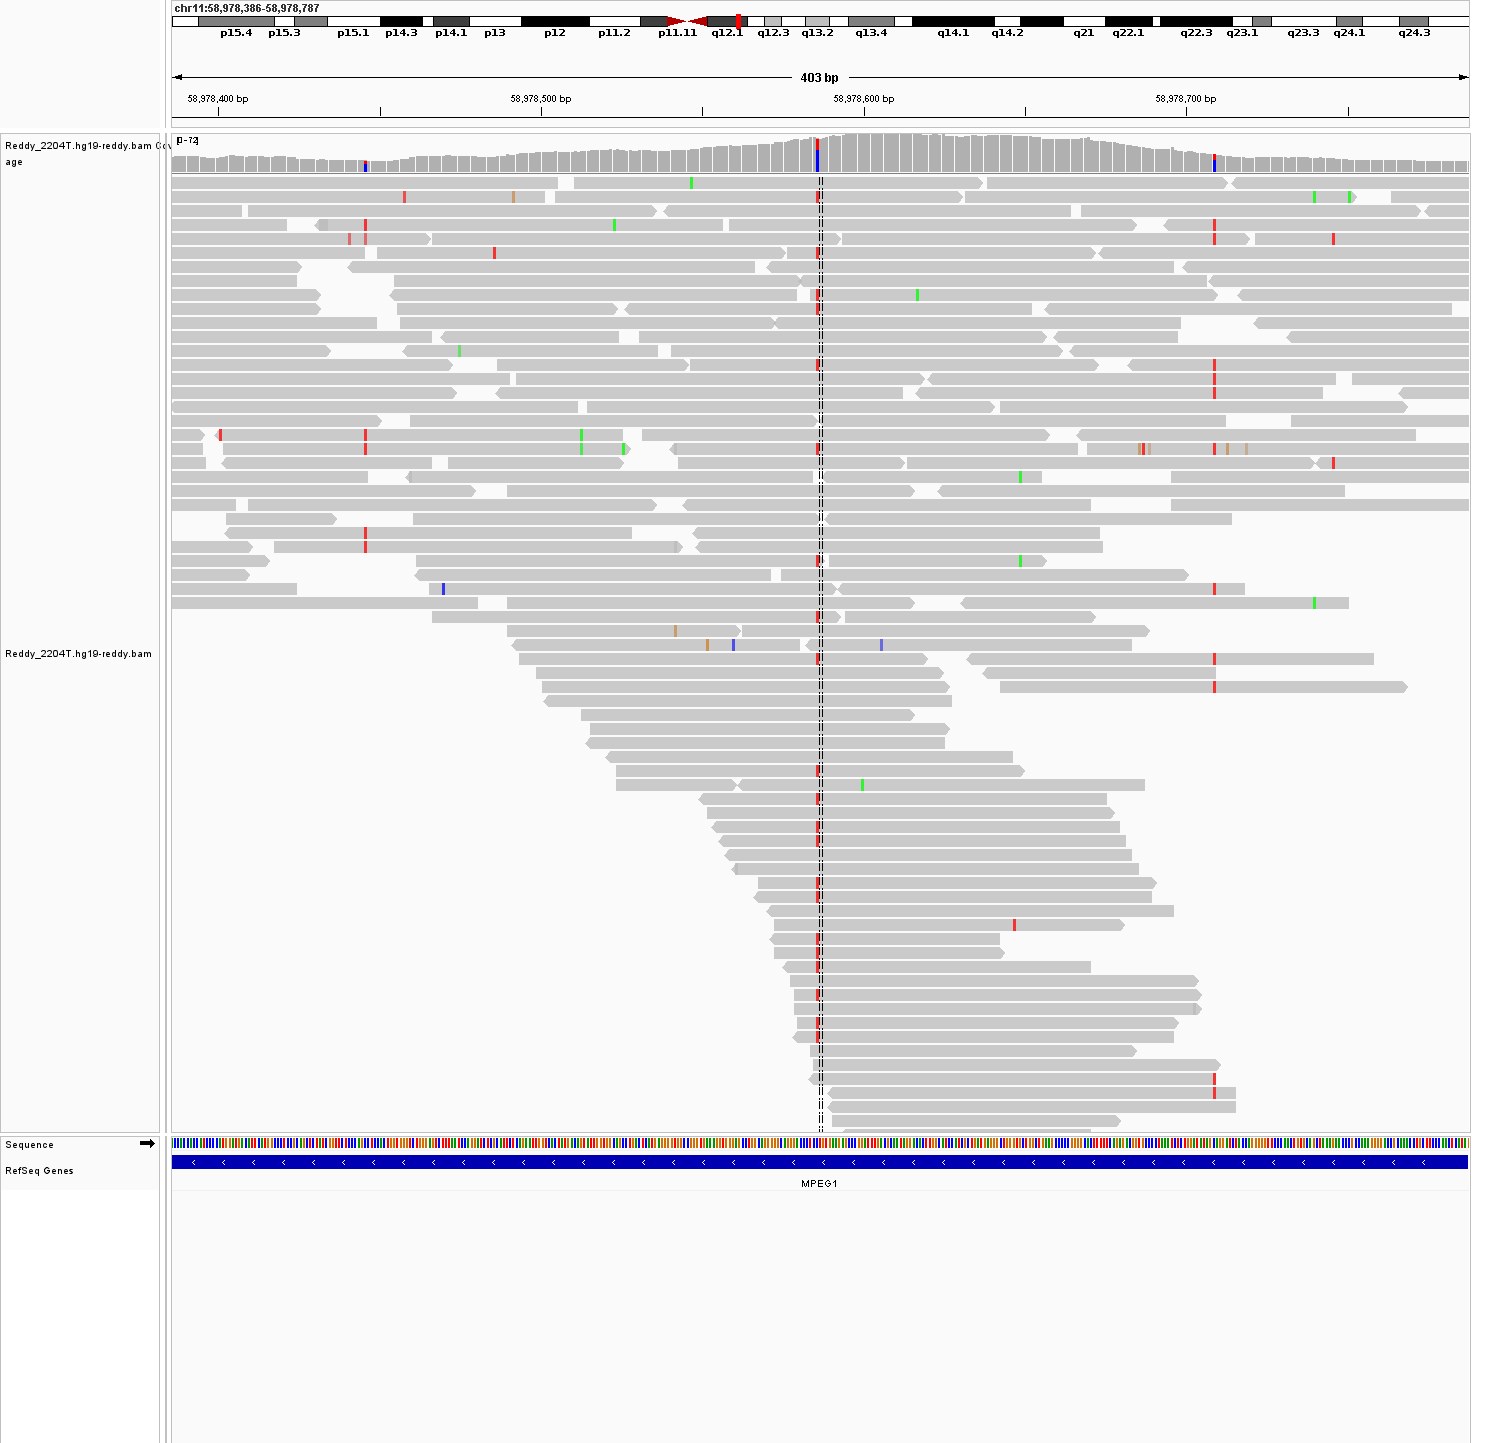 chr11:58,978,386-58,978,787
p15.4 p15.3 p15.1 p14.3 p14.1 p13 p12 p11.2 p11.11 q12.1 q12.3 q13.2 q13.4 q14.1 q14.2 q21 q22.1 q22.3 q23.1 q23.3 q24.1 q24.3
403 bp
58,978,400 bp 58,978,500 bp 58,978,600 bp 58,978,700 bp
[0-72]
Reddy_2204T.hg19-reddy.bam Cov
age
Reddy_2204T.hg19-reddy.bam
Sequence
RefSeq Genes
MPEG1